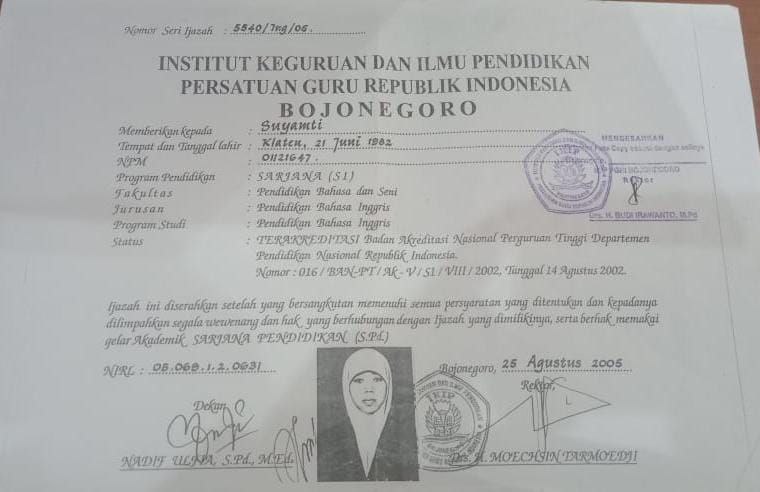 Nomor Seri Ijazah : 5540/Ing/05.
INSTITUT KEGURUAN DAN ILMU PENDIDIKAN
PERSATUAN GURU REPUBLIK INDONESIA
BOJONEGORO
Memberikan kepada : Suyamti
Tempat dan Tanggal lahir : Klaten, 21 Juni 1982
NPM : 01121647.
Program Pendidikan : SARJANA (S1)
Fakultas : Pendidikan Bahasa dan Seni
Jurusan : Pendidikan Bahasa Inggris
Program Studi : Pendidikan Bahasa Inggris
Status : TERAKREDITASI Badan Akreditasi Nasional Perguruan Tinggi Departemen
Pendidikan Nasional Republik Indonesia.
Nomor : 016 / BAN-PT / Ak - V / S1 / VIII / 2002, Tanggal 14 Agustus 2002.
MENGESAHKAN
Foto Copy sesuai dengan aslinya
IKIP PGRI BOJONEGORO
Rektor
Drs. H. BUDI IRAWANTO, M.Pd
IKIP
Ijazah ini diserahkan setelah yang bersangkutan memenuhi semua persyaratan yang ditentukan dan kepadanya
dilimpahkan segala wewenang dan hak yang berhubungan dengan Ijazah yang dimilikinya, serta berhak memakai
gelar Akademik SARJANA PENDIDIKAN (S.Pd.)
NIRL : 05.069.1.2.0631
Bojonegoro, 25 Agustus 2005
Dekan,
Rektor,
IKIP
NADIF ULFIA, S.Pd., M.Ed.
Drs. H. MOECHSIN TARMOEDJI